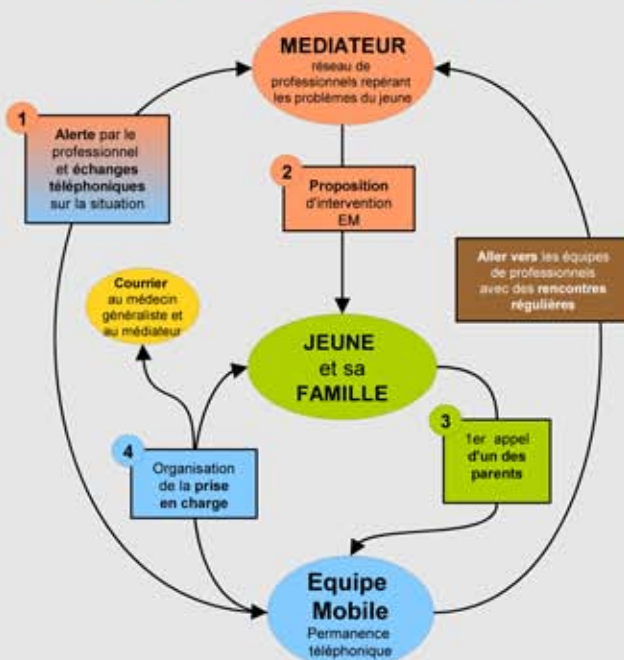 MEDIATEUR
réseau de
professionnels repérant
les problèmes du jeune
1
Alerte par le
professionnel
et échanges
téléphoniques
sur la situation
2
Proposition
d'intervention
EM
Aller vers les équipes
de professionnels
avec des rencontres
régulières
Courrier
au médecin
généraliste et
au médiateur
JEUNE
et sa
FAMILLE
3
1er appel
d'un des
parents
4
Organisation
de la prise
en charge
Equipe
Mobile
Permanence
téléphonique